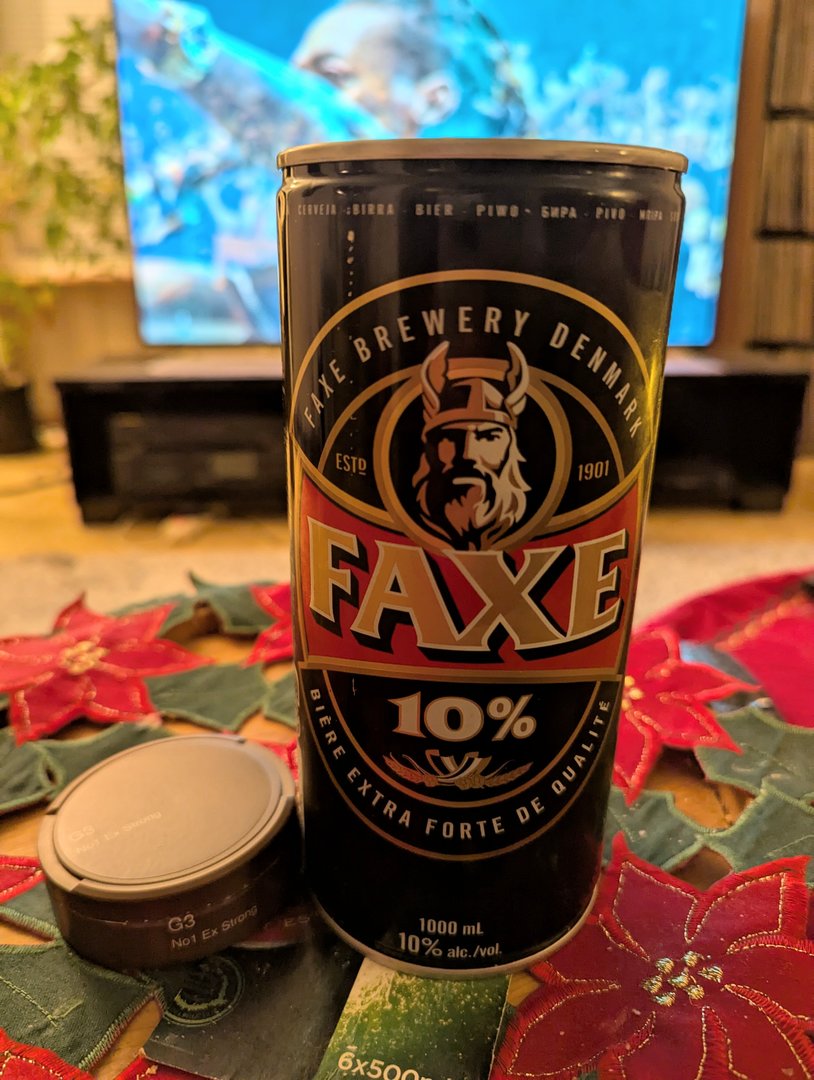 CERVEJA · BIRRA · BIER · PIWO · БИРА · PIVO
FAXE BREWERY DENMARK
ESTD 1901
FAXE
10%
BIÈRE EXTRA FORTE DE QUALITÉ
1000 mL
10% alc./vol.
G3
No1 Ex Strong
G3
No1 Ex Strong
6x500